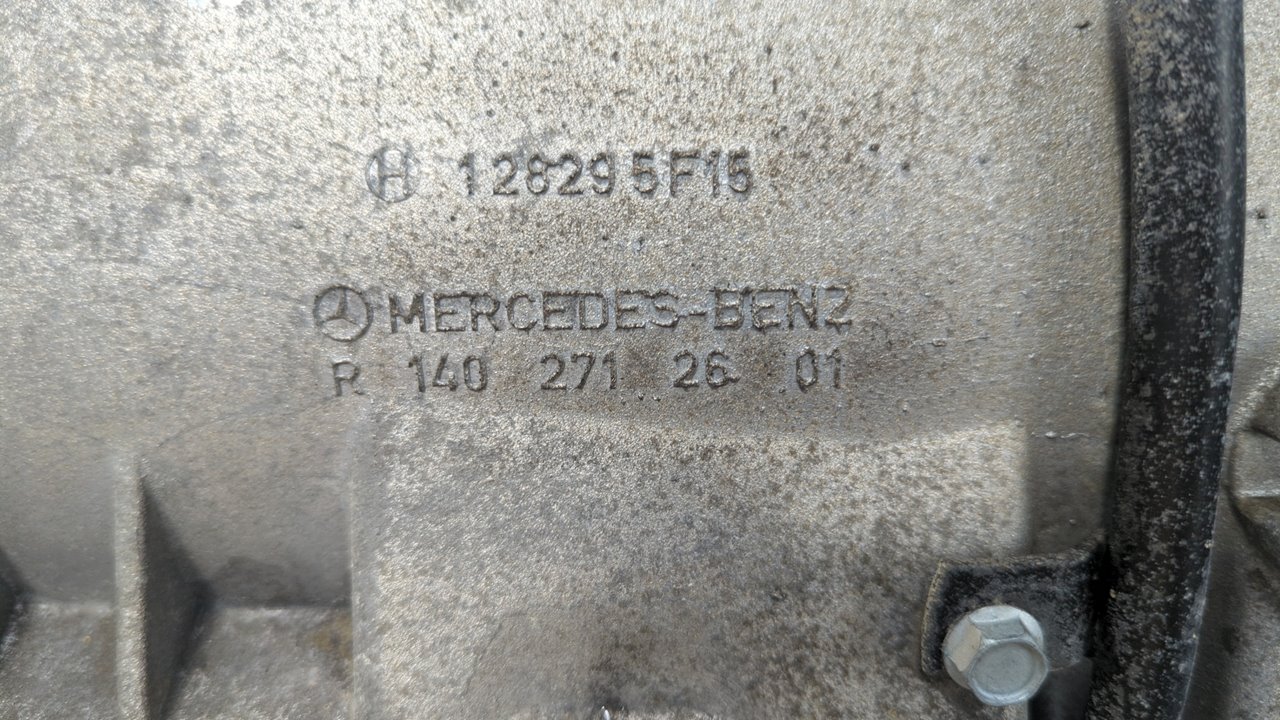 H 128295F15
MERCEDES-BENZ
R 140 271 26 01